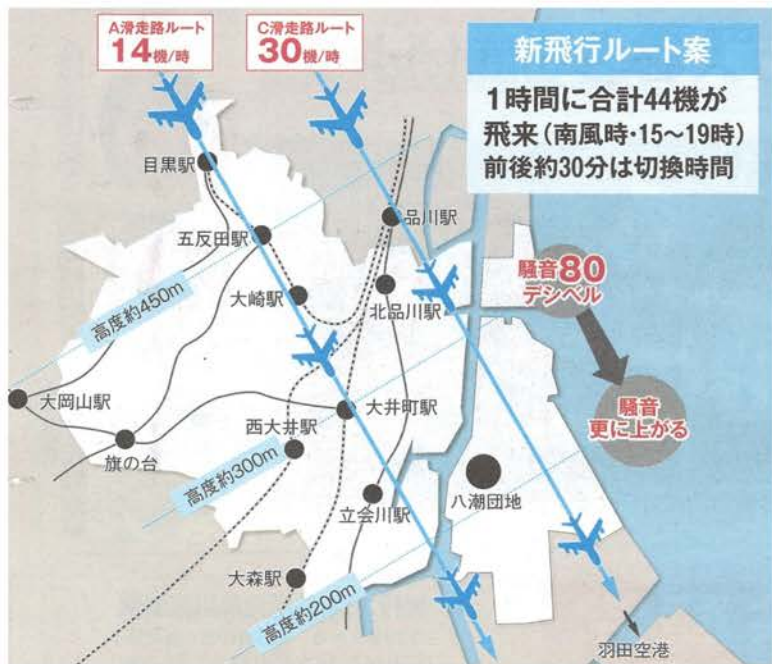 A滑走路ルート
14機/時
C滑走路ルート
30機/時
新飛行ルート案
1時間に合計44機が
飛来(南風時・15〜19時)
前後約30分は切換時間
目黒駅
品川駅
五反田駅
騒音80
デシベル
大崎駅
北品川駅
高度約450m
大岡山駅
大井町駅
騒音
更に上がる
西大井駅
旗の台
高度約300m
八潮団地
立会川駅
大森駅
高度約200m
羽田空港